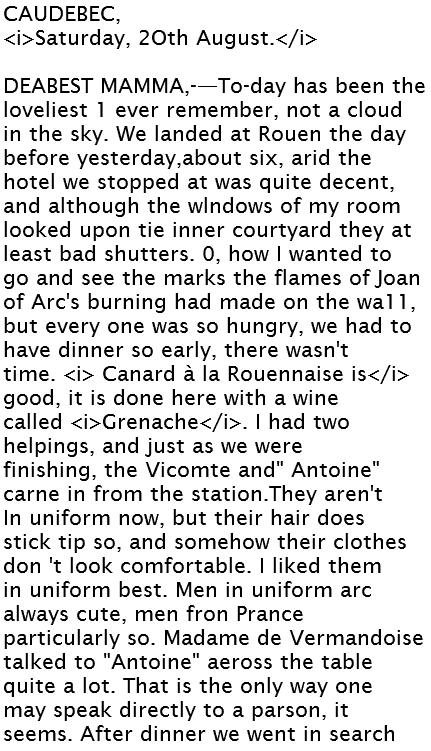 CAUDEBEC,
<i>Saturday, 2Oth August.</i>

DEABEST MAMMA,-—To-day has been the
loveliest 1 ever remember, not a cloud
in the sky. We landed at Rouen the day
before yesterday,about six, arid the
hotel we stopped at was quite decent,
and although the wlndows of my room
looked upon tie inner courtyard they at
least bad shutters. 0, how I wanted to
go and see the marks the flames of Joan
of Arc's burning had made on the wa11,
but every one was so hungry, we had to
have dinner so early, there wasn't
time. <i> Canard à la Rouennaise is</i>
good, it is done here with a wine
called <i>Grenache</i>. I had two
helpings, and just as we were
finishing, the Vicomte and" Antoine"
carne in from the station.They aren't
In uniform now, but their hair does
stick tip so, and somehow their clothes
don 't look comfortable. I liked them
in uniform best. Men in uniform arc
always cute, men fron Prance
particularly so. Madame de Vermandoise
talked to "Antoine" aeross the table
quite a lot. That is the only way one
may speak directly to a parson, it
seems. After dinner we went in search